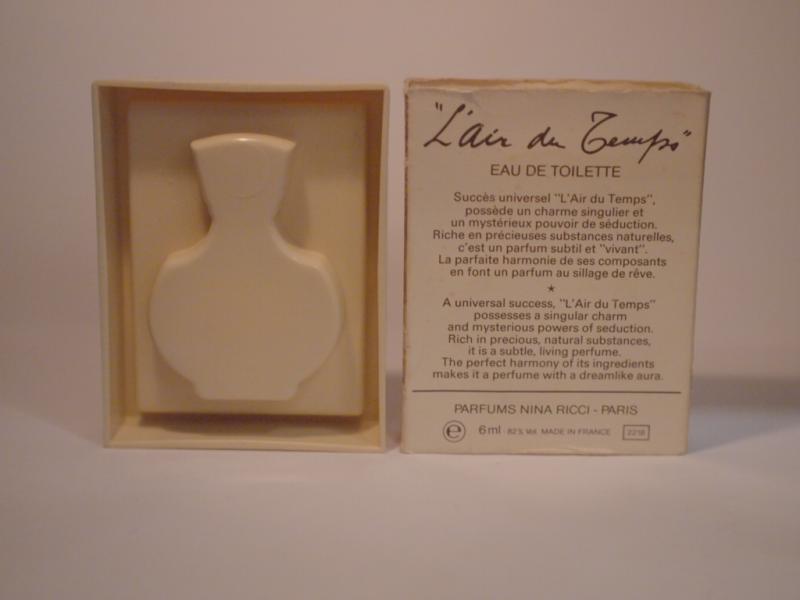 "L'Air du Temps"
EAU DE TOILETTE
Succès universel "L'Air du Temps",
possède un charme singulier et
un mystérieux pouvoir de séduction.
Riche en précieuses substances naturelles,
c'est un parfum subtil et "vivant".
La parfaite harmonie de ses composants
en font un parfum au sillage de rêve.
★
A universal success, "L'Air du Temps"
possesses a singular charm
and mysterious powers of seduction.
Rich in precious, natural substances,
it is a subtle, living perfume.
The perfect harmony of its ingredients
makes it a perfume with a dreamlike aura.
PARFUMS NINA RICCI - PARIS
e 6 ml 82% Vol. MADE IN FRANCE 2218